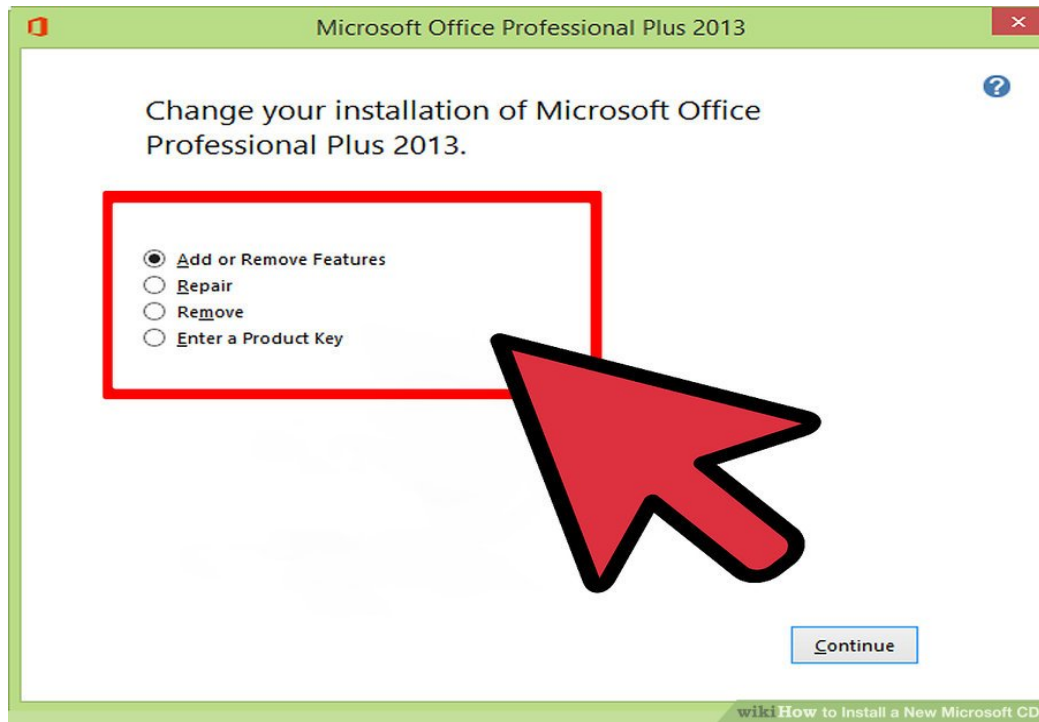 Microsoft Office Professional Plus 2013
Change your installation of Microsoft Office
Professional Plus 2013.
Add or Remove Features
Repair
Remove
Enter a Product Key
Continue
wikiHow to Install a New Microsoft CD